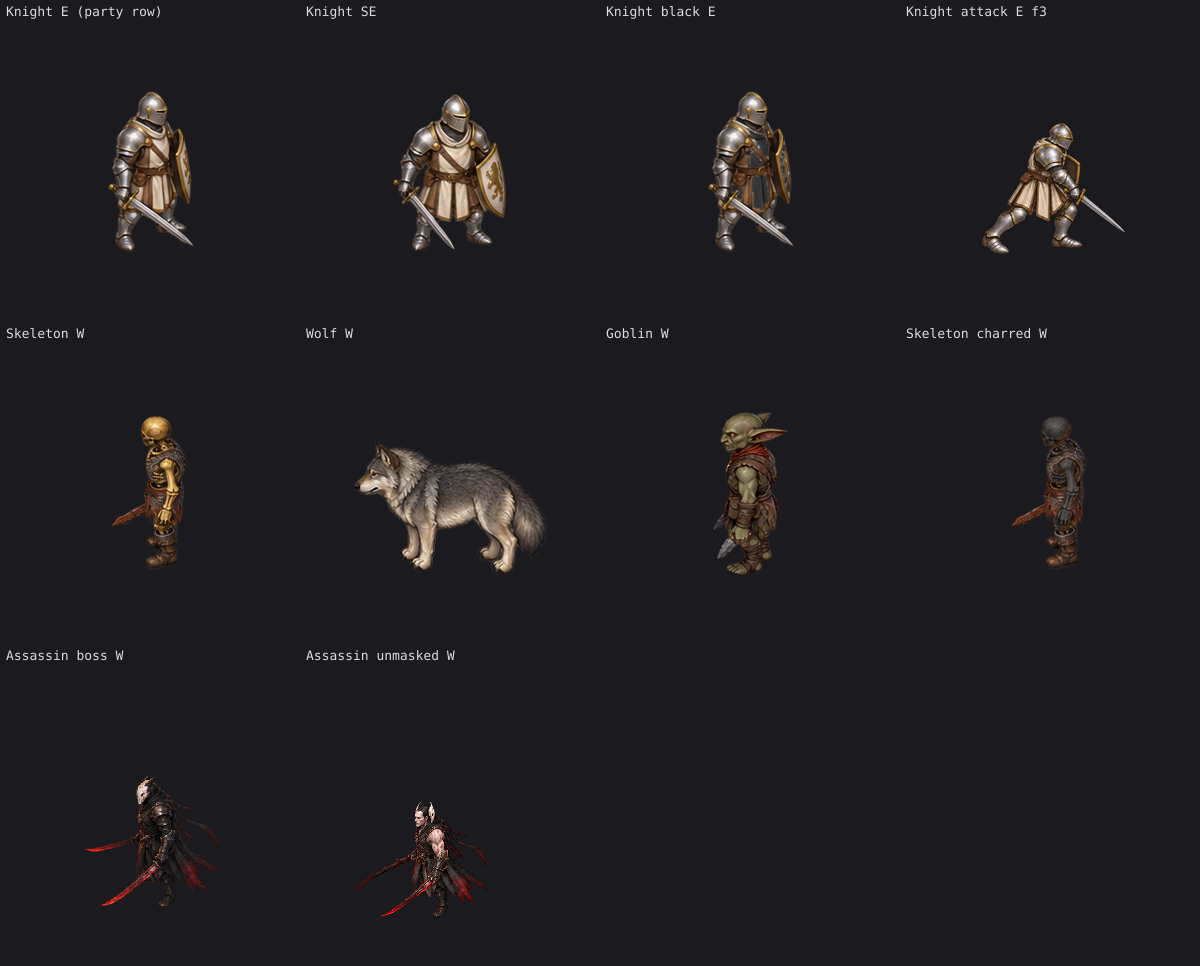 Knight E (party row)
Knight SE
Knight black E
Knight attack E f3
Skeleton W
Wolf W
Goblin W
Skeleton charred W
Assassin boss W
Assassin unmasked W